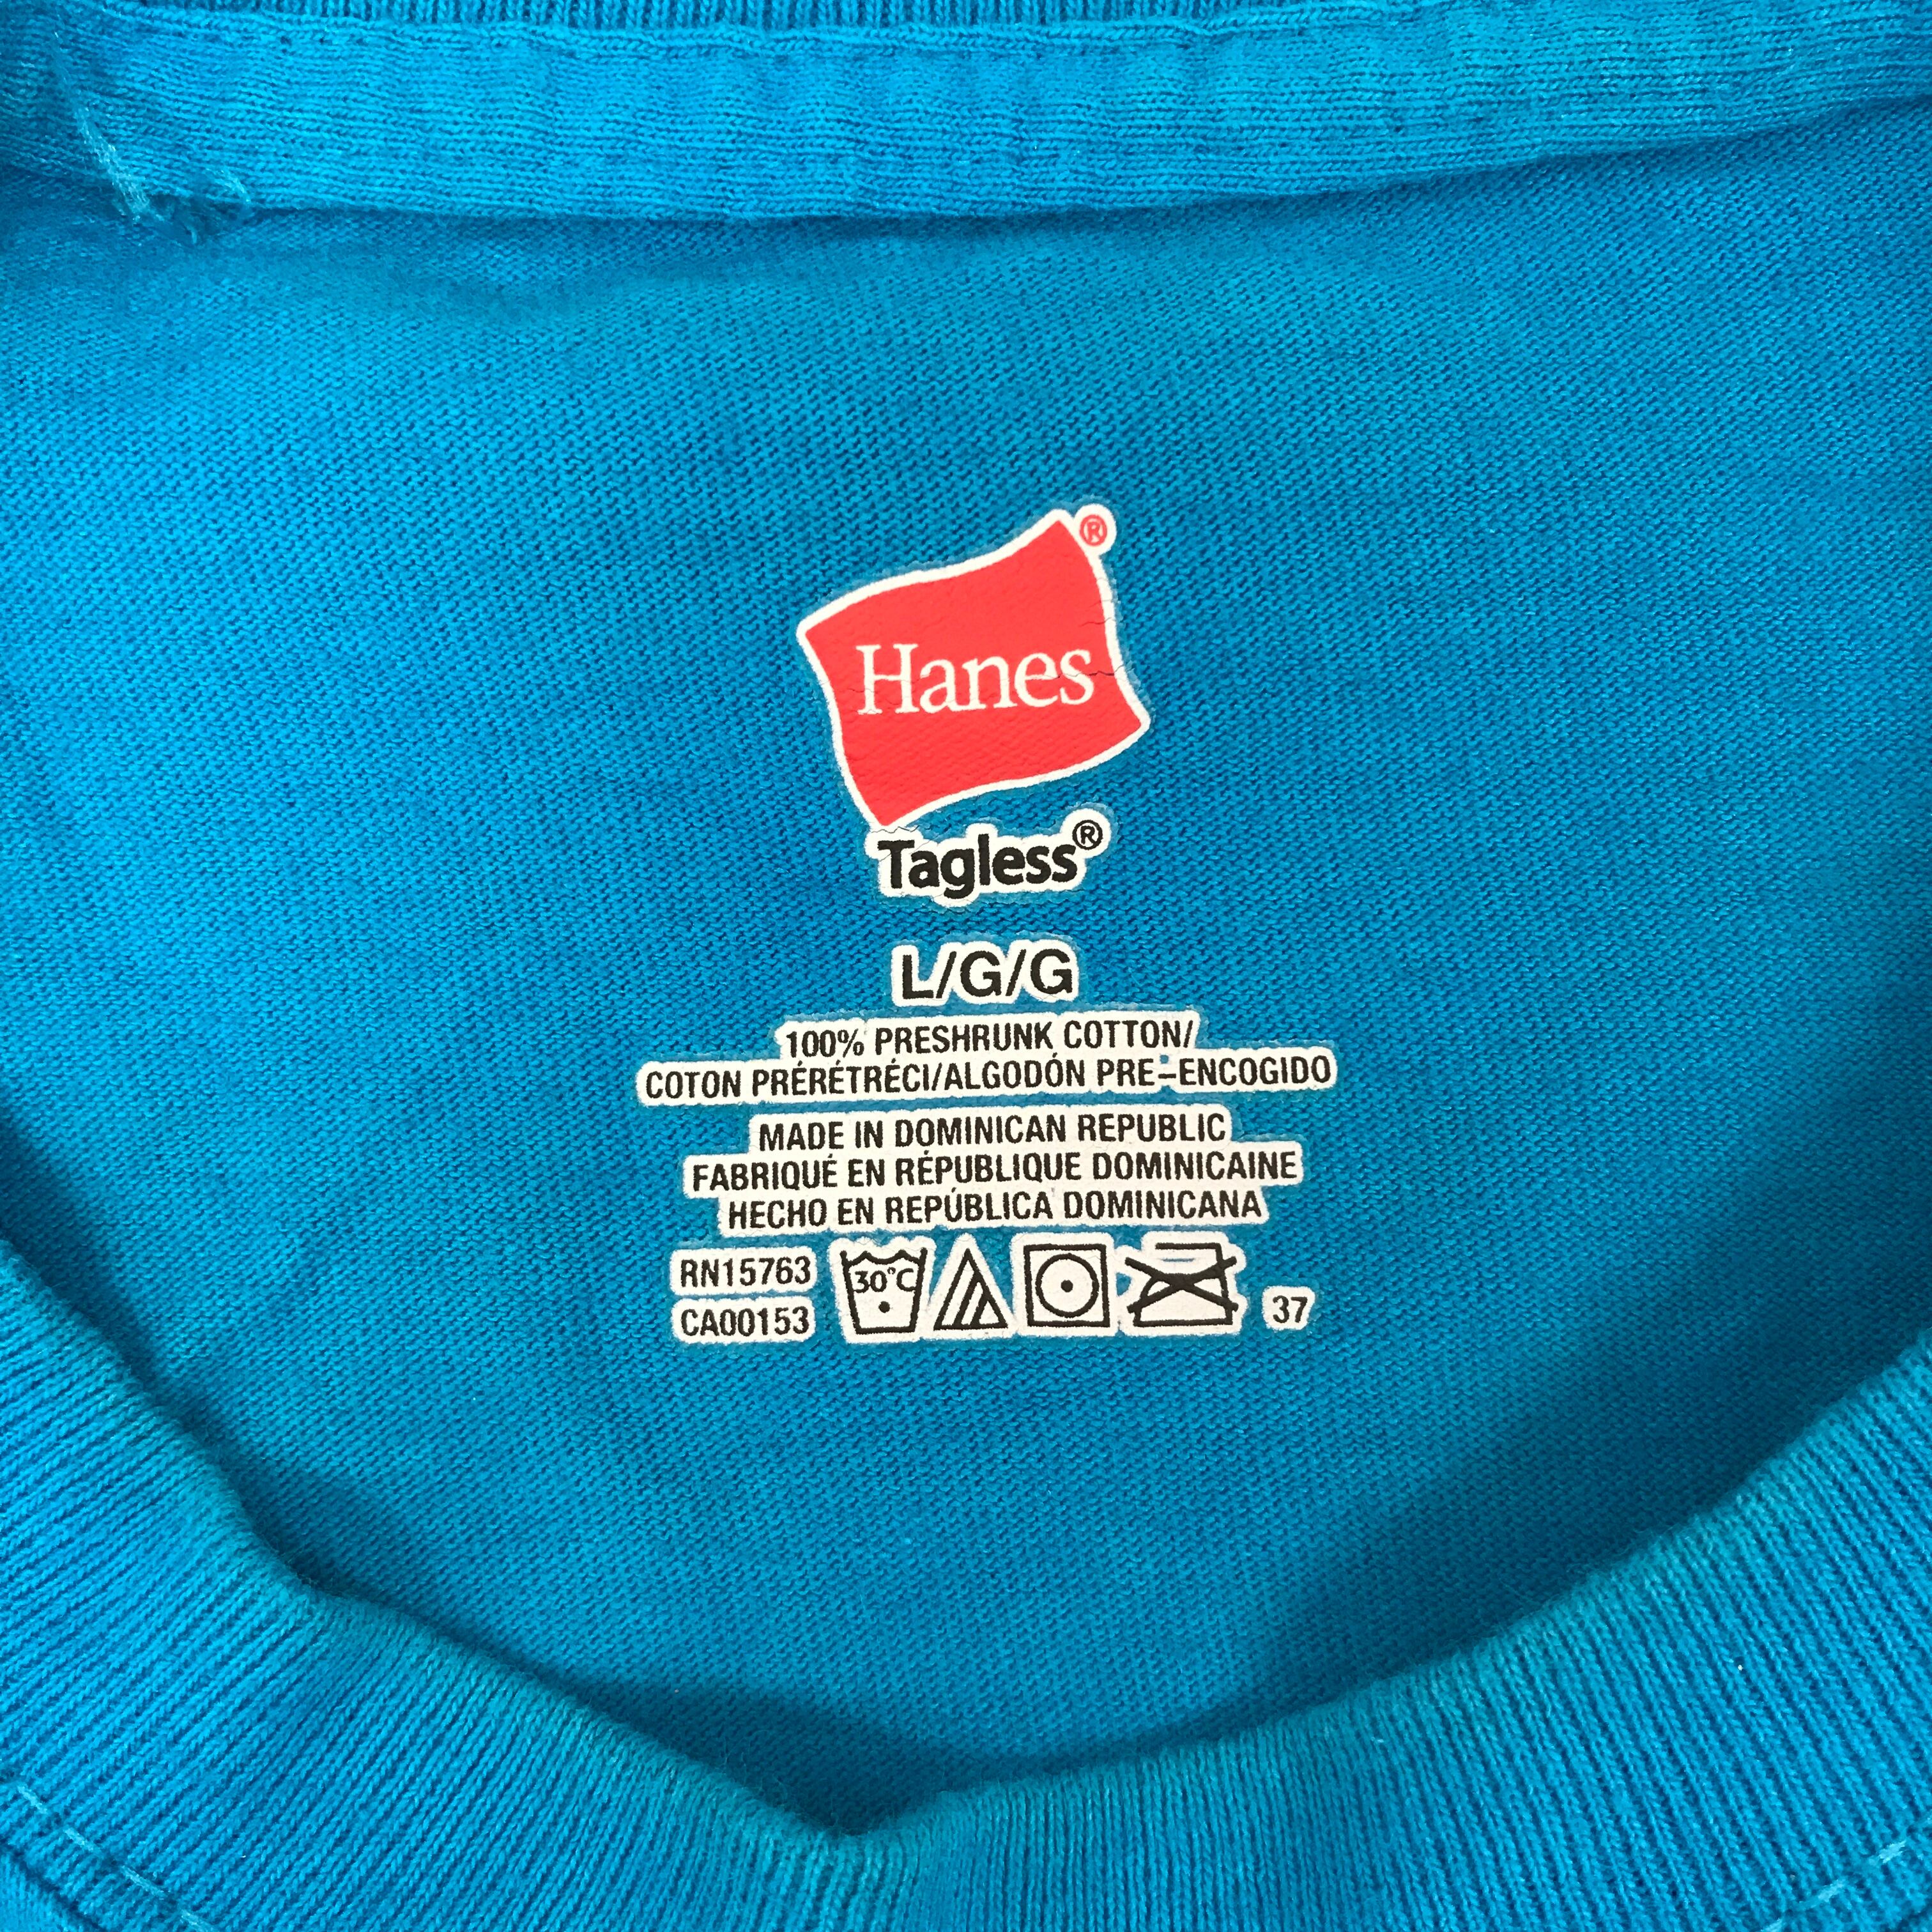 Hanes®
Tagless®
L/G/G
100% PRESHRUNK COTTON/
COTON PRÉRÉTRÉCI/ALGODÓN PRE-ENCOGIDO
MADE IN DOMINICAN REPUBLIC
FABRIQUÉ EN RÉPUBLIQUE DOMINICAINE
HECHO EN REPÚBLICA DOMINICANA
RN15763 30°C
CA00153 37